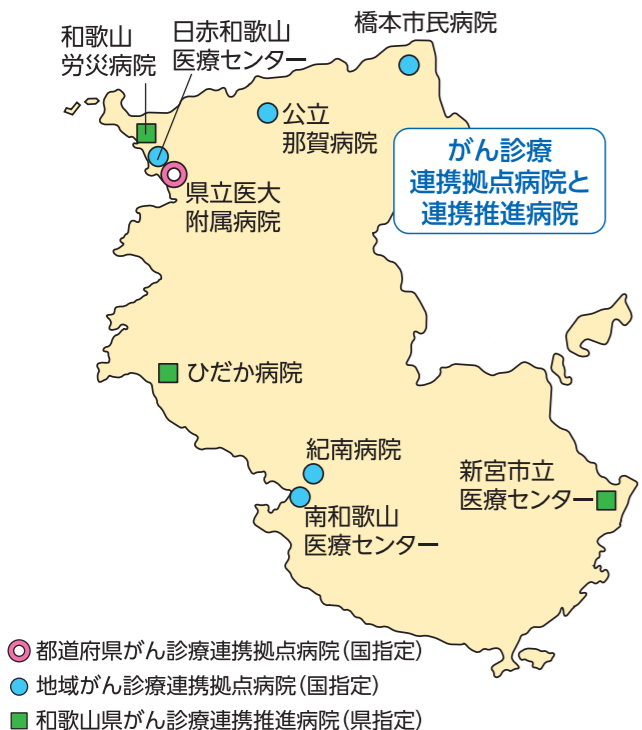 橋本市民病院
日赤和歌山
医療センター
和歌山
労災病院
公立
那賀病院
がん診療
連携拠点病院と
連携推進病院
県立医大
附属病院
ひだか病院
紀南病院
新宮市立
医療センター
南和歌山
医療センター
都道府県がん診療連携拠点病院(国指定)
地域がん診療連携拠点病院(国指定)
和歌山県がん診療連携推進病院(県指定)